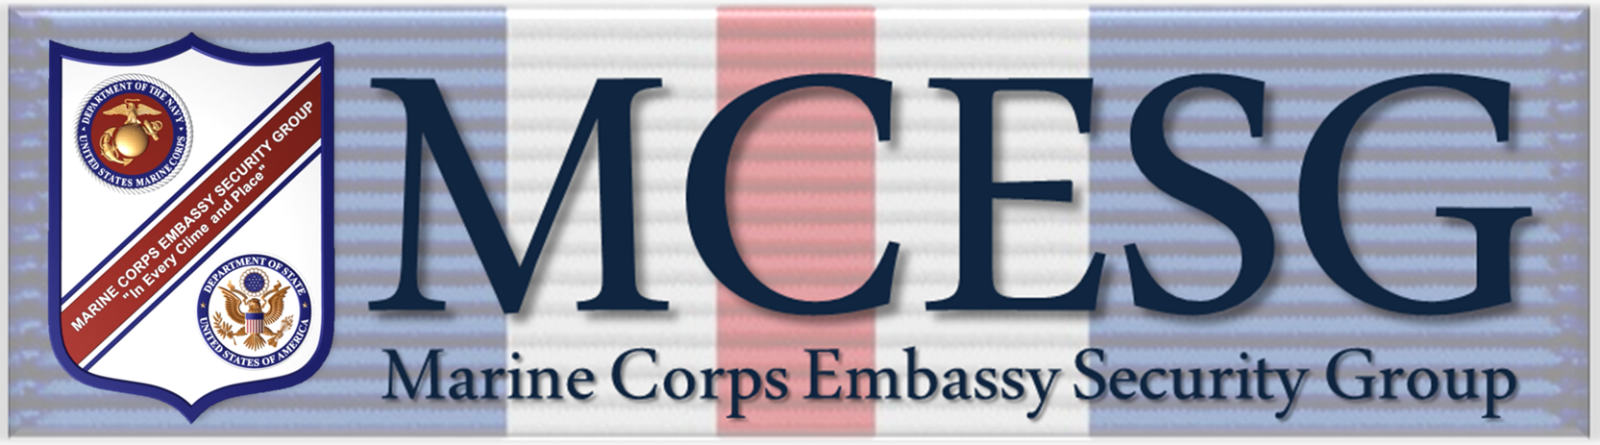 DEPARTMENT OF THE NAVY
UNITED STATES MARINE CORPS
MARINE CORPS EMBASSY SECURITY GROUP
"In Every Clime and Place"
DEPARTMENT OF STATE
UNITED STATES OF AMERICA
MCESG
Marine Corps Embassy Security Group